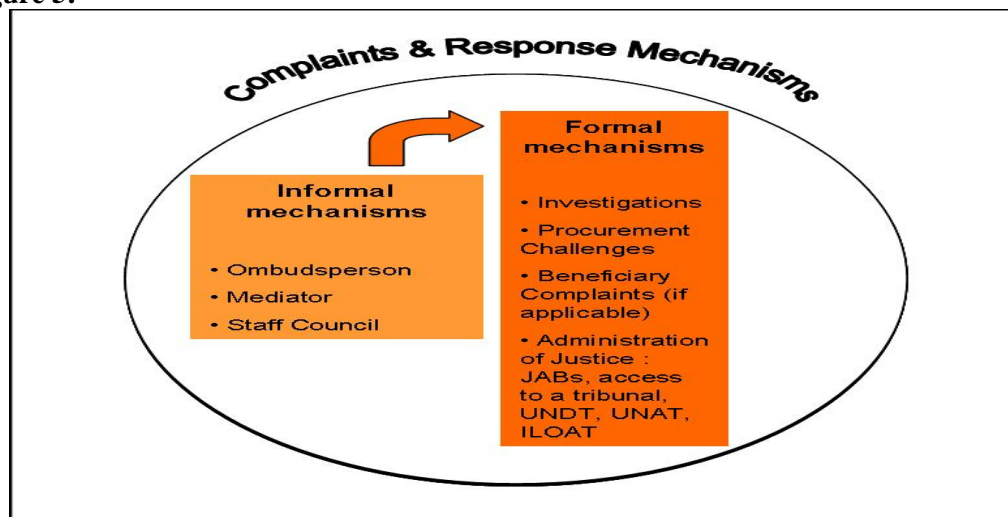 Complaints & Response Mechanisms
Informal
mechanisms
• Ombudsperson
• Mediator
• Staff Council
Formal
mechanisms
• Investigations
• Procurement
Challenges
• Beneficiary
Complaints (if
applicable)
• Administration
of Justice :
JABs, access
to a tribunal,
UNDT, UNAT,
ILOAT